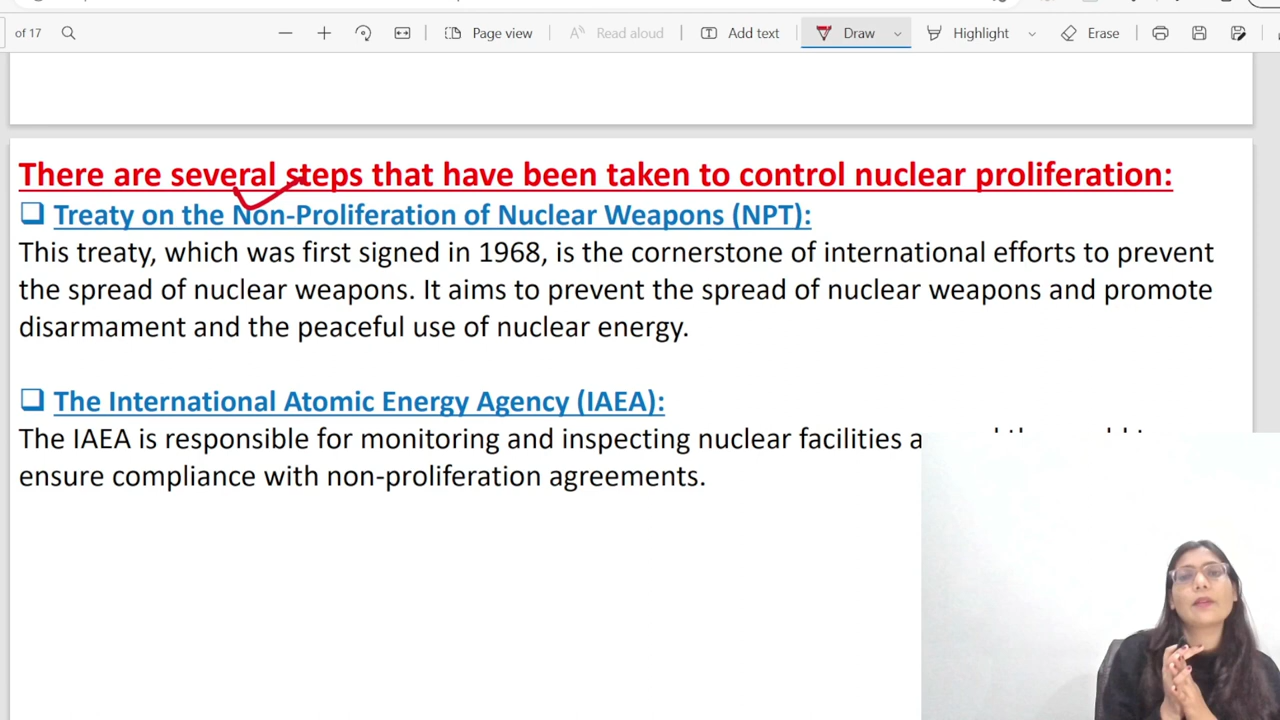 of 17
Page view
Read aloud
Add text
Draw
Highlight
Erase
There are several steps that have been taken to control nuclear proliferation:
Treaty on the Non-Proliferation of Nuclear Weapons (NPT):
This treaty, which was first signed in 1968, is the cornerstone of international efforts to prevent
the spread of nuclear weapons. It aims to prevent the spread of nuclear weapons and promote
disarmament and the peaceful use of nuclear energy.
The International Atomic Energy Agency (IAEA):
The IAEA is responsible for monitoring and inspecting nuclear facilities
ensure compliance with non-proliferation agreements.